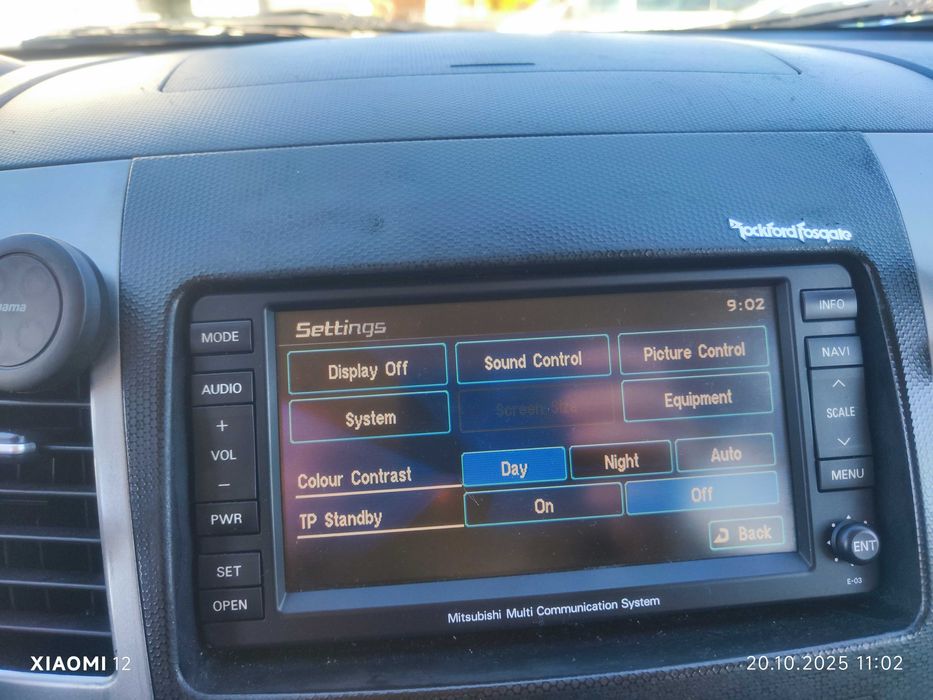 Rockford Fosgate
MODE
AUDIO
+
VOL
−
PWR
SET
OPEN
Settings
9:02
Display Off
Sound Control
Picture Control
System
Screen Size
Equipment
Colour Contrast
Day
Night
Auto
TP Standby
On
Off
Back
INFO
NAVI
SCALE
MENU
ENT
E-03
Mitsubishi Multi Communication System
XIAOMI 12
20.10.2025 11:02